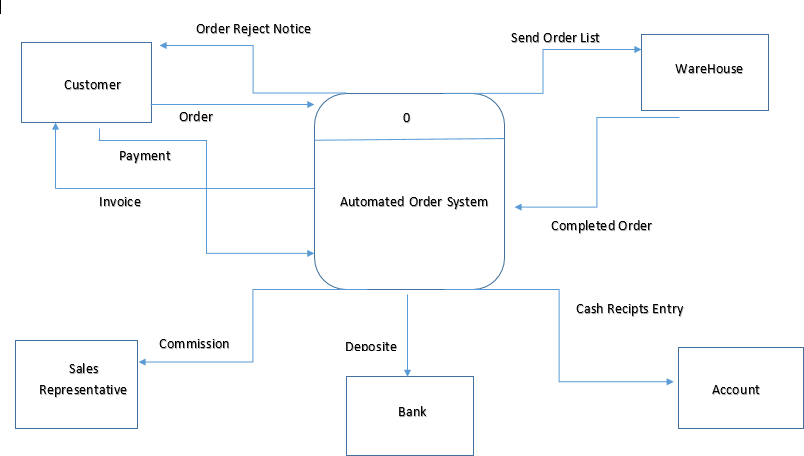 Order Reject Notice
Send Order List
Customer
WareHouse
Order
0
Payment
Invoice
Automated Order System
Completed Order
Cash Recipts Entry
Commission
Deposite
Sales
Representative
Bank
Account